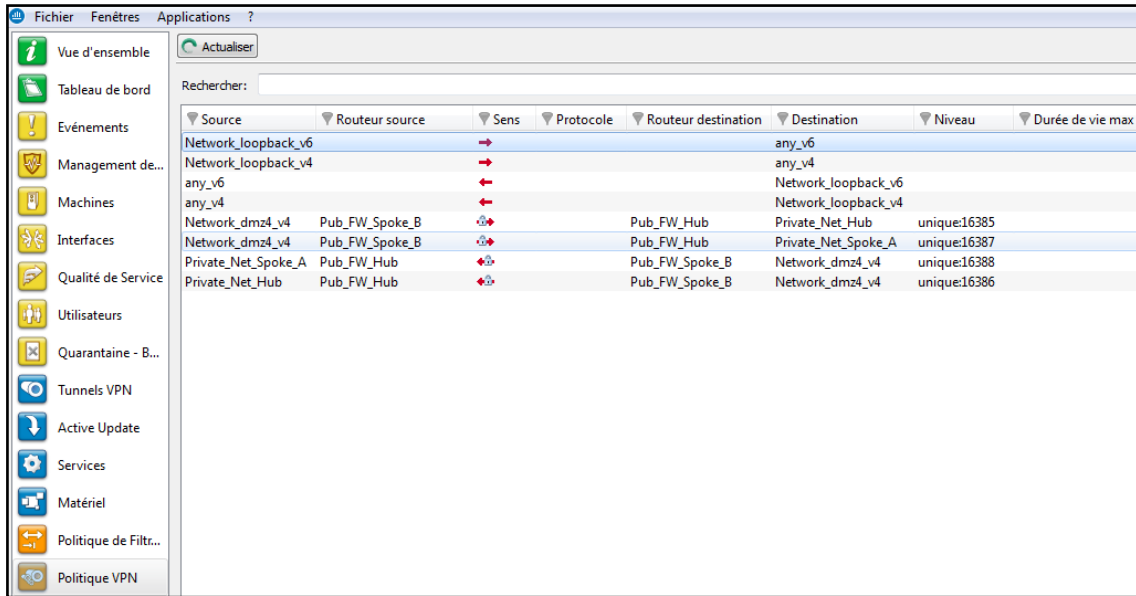 Fichier Fenêtres Applications ?
Actualiser
Rechercher:
Vue d'ensemble
Tableau de bord
Evénements
Management de...
Machines
Interfaces
Qualité de Service
Utilisateurs
Quarantaine - B...
Tunnels VPN
Active Update
Services
Matériel
Politique de Filtr...
Politique VPN
Source Routeur source Sens Protocole Routeur destination Destination Niveau Durée de vie max
Network_loopback_v6 any_v6
Network_loopback_v4 any_v4
any_v6 Network_loopback_v6
any_v4 Network_loopback_v4
Network_dmz4_v4 Pub_FW_Spoke_B Pub_FW_Hub Private_Net_Hub unique:16385
Network_dmz4_v4 Pub_FW_Spoke_B Pub_FW_Hub Private_Net_Spoke_A unique:16387
Private_Net_Spoke_A Pub_FW_Hub Pub_FW_Spoke_B Network_dmz4_v4 unique:16388
Private_Net_Hub Pub_FW_Hub Pub_FW_Spoke_B Network_dmz4_v4 unique:16386